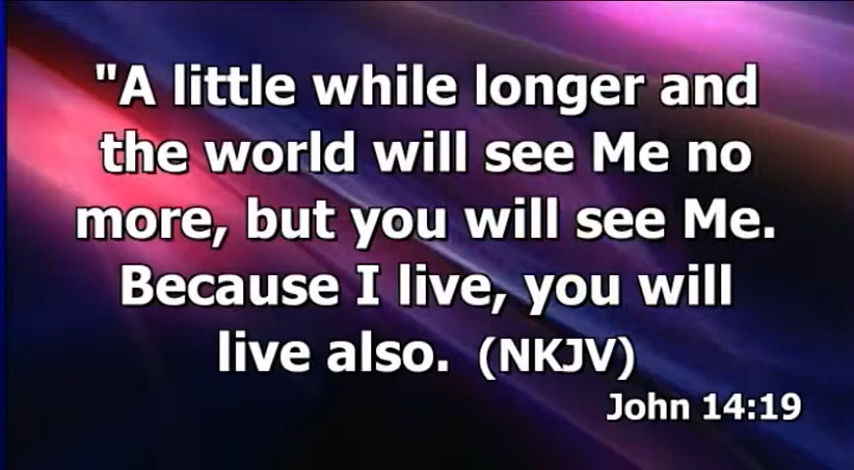 "A little while longer and
the world will see Me no
more, but you will see Me.
Because I live, you will
live also. (NKJV)
John 14:19